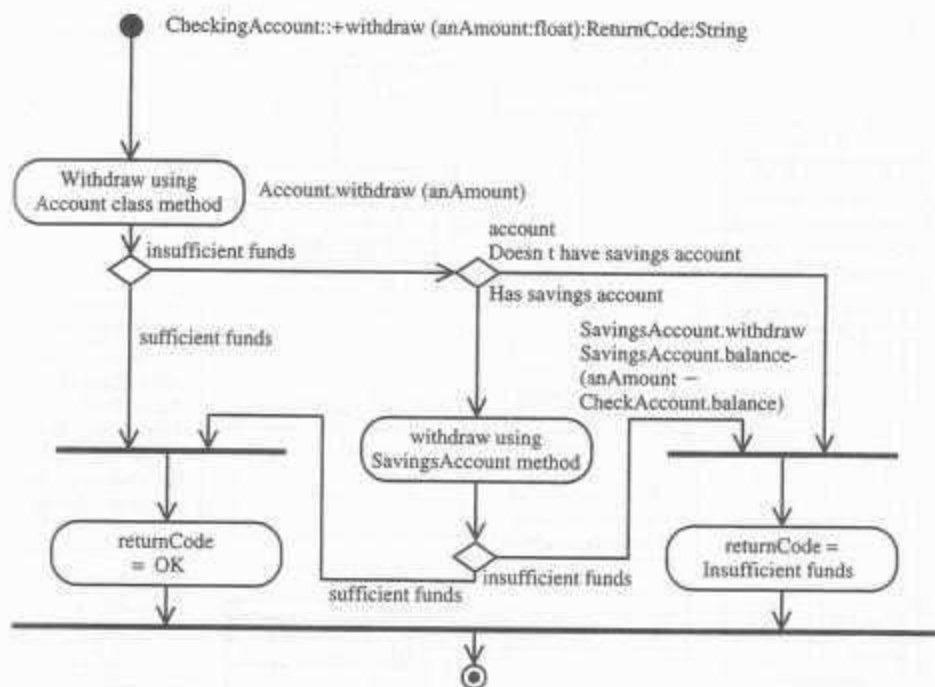 CheckingAccount::+withdraw (anAmount:float):ReturnCode:String
Withdraw using
Account class method
Account.withdraw (anAmount)
insufficient funds
account
Doesn t have savings account
Has savings account
sufficient funds
SavingsAccount.withdraw
SavingsAccount.balance-
(anAmount −
CheckAccount.balance)
withdraw using
SavingsAccount method
returnCode
= OK
sufficient funds
insufficient funds
returnCode =
Insufficient funds